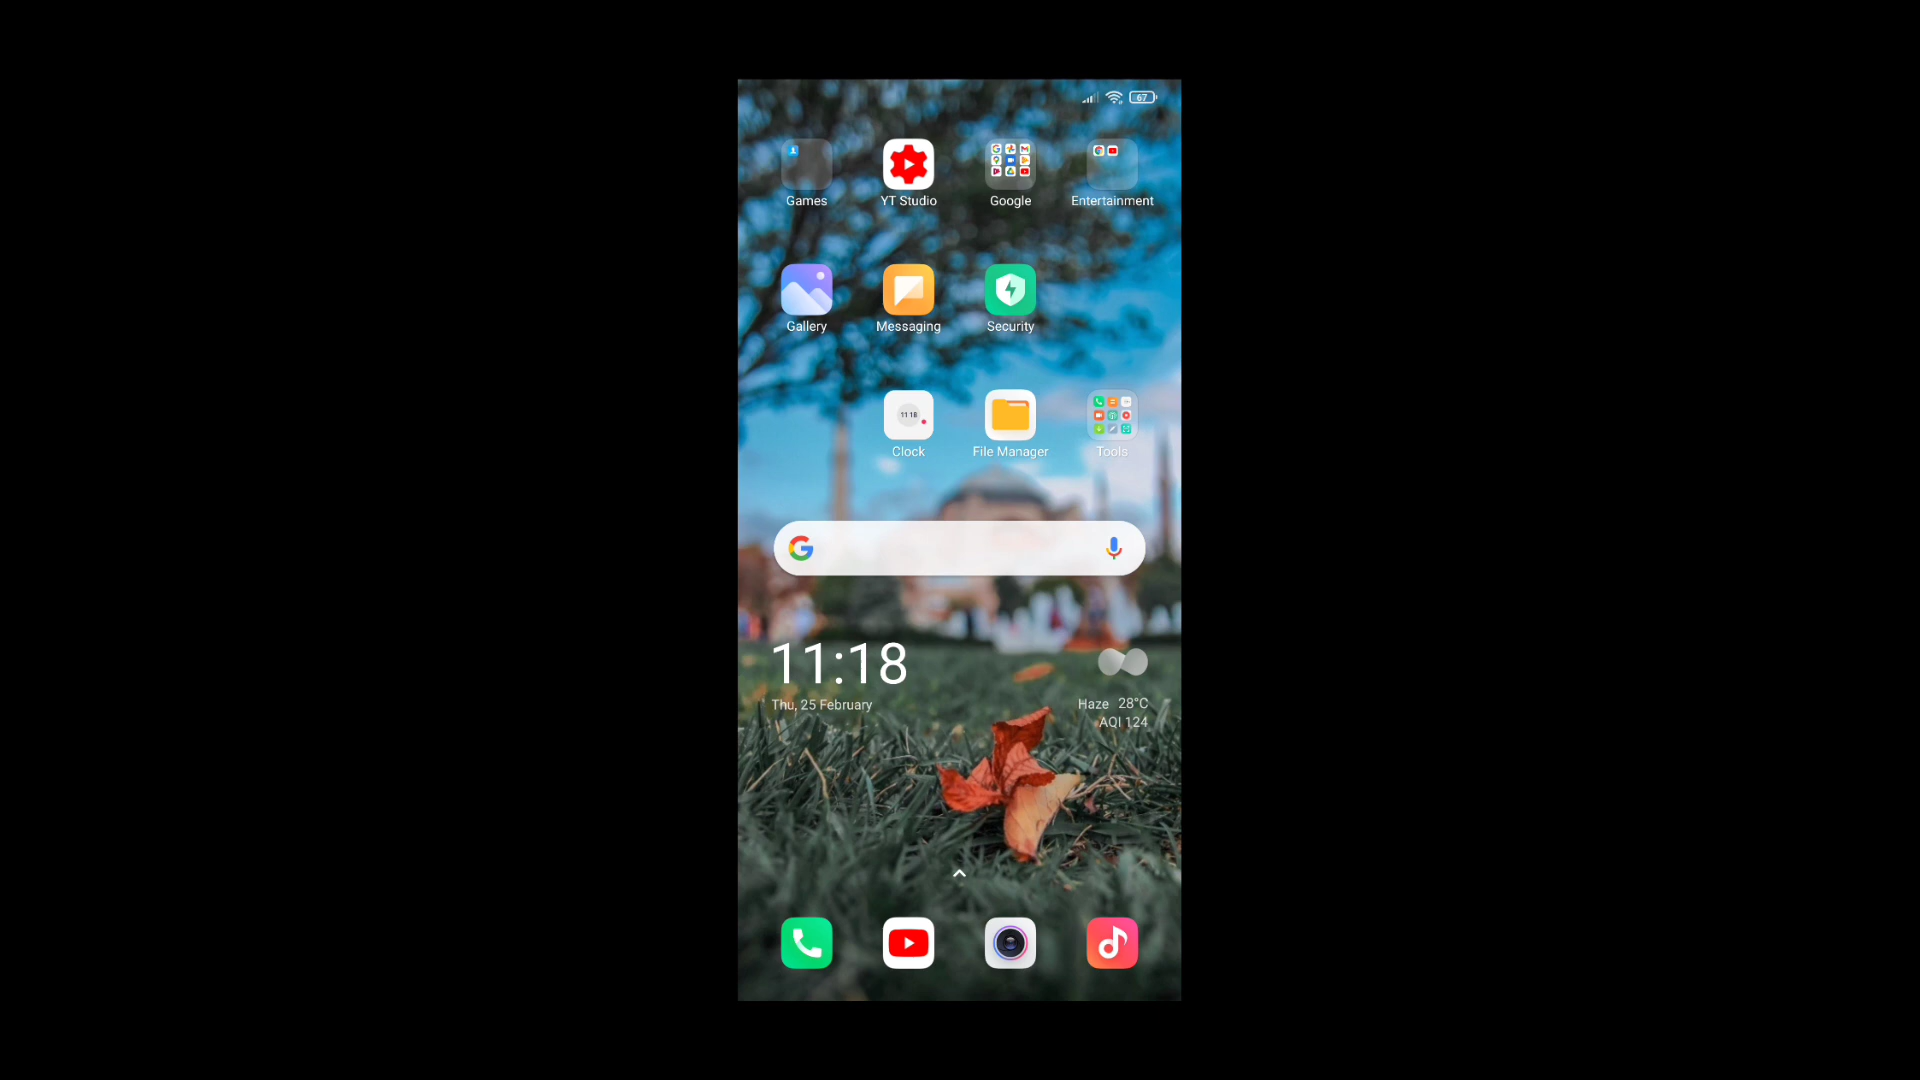 67
Games YT Studio Google Entertainment
Gallery Messaging Security
11 18
Clock File Manager Tools
11:18
Thu, 25 February
Haze 28°C
AQI 124